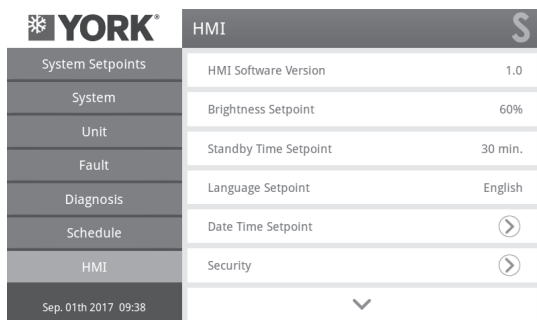 YORK®
System Setpoints
System
Unit
Fault
Diagnosis
Schedule
HMI
Sep. 01th 2017 09:38
HMI
S
HMI Software Version 1.0
Brightness Setpoint 60%
Standby Time Setpoint 30 min.
Language Setpoint English
Date Time Setpoint
Security